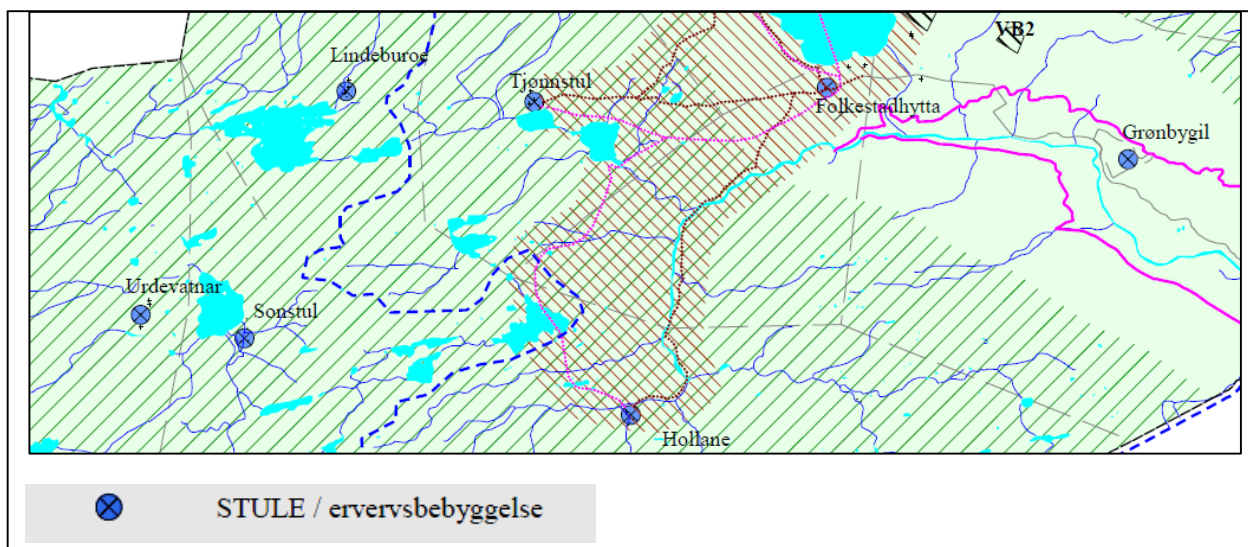 VB2
Lindeburoe
Tjønnstul
Folkestadhytta
Grønbygil
Urdevatnar
Sonstul
Hollane
STULE / ervervsbebyggelse